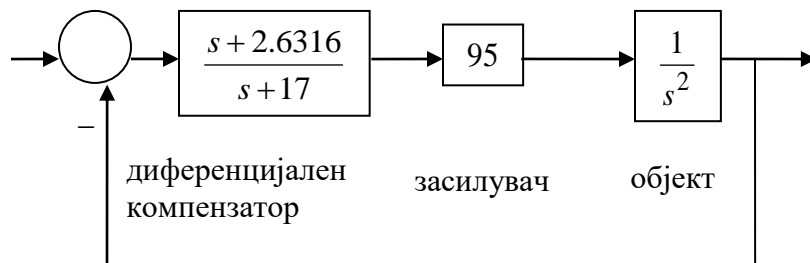 s + 2.6316
s + 17
95
1
s²
−
диференцијален
компензатор
засилувач
објект